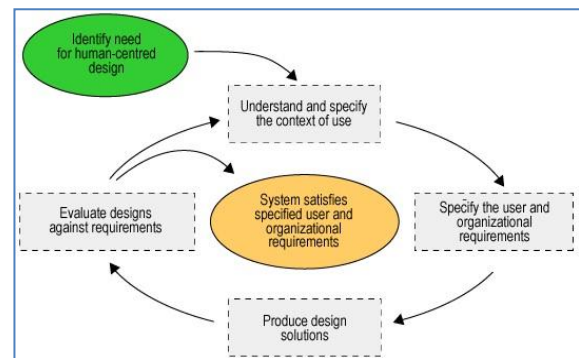 Identify need
for human-centred
design
Understand and specify
the context of use
Evaluate designs
against requirements
System satisfies
specified user and
organizational
requirements
Specify the user and
organizational
requirements
Produce design
solutions